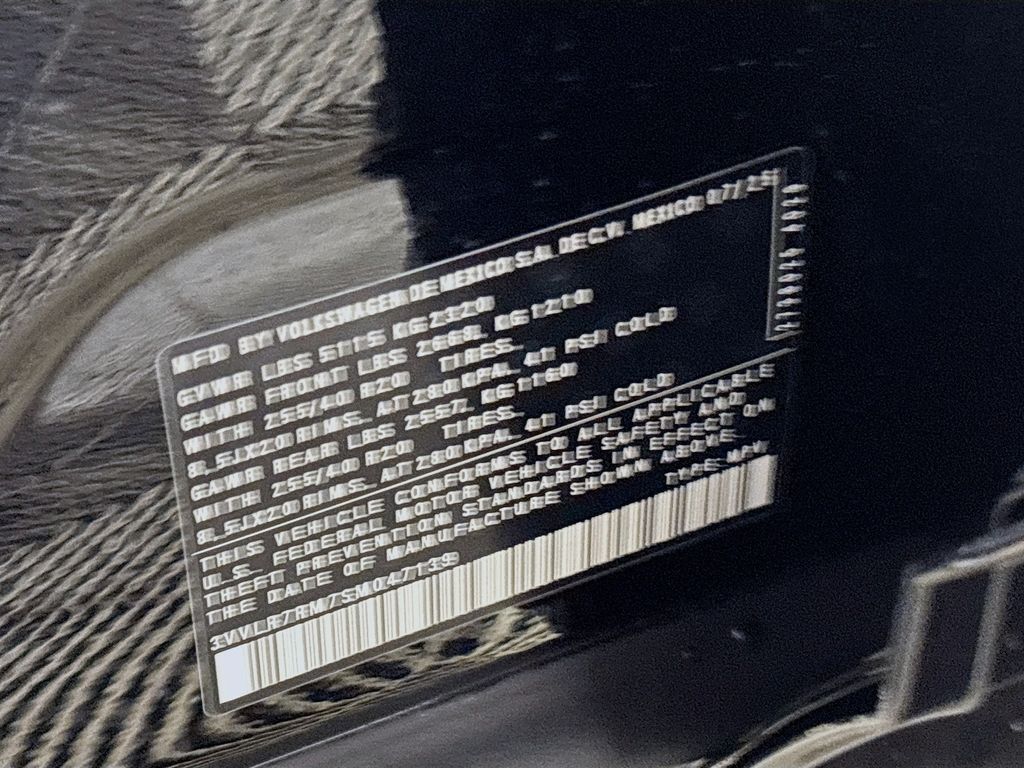 MFD BY VOLKSWAGEN DE MEXICO S.A. DE C.V. MEXICO 07/25
GVWR LBS 5115 KG 2320
GAWR FRONT LBS 2668, KG 1210
WITH 255/40 R20 TIRES,
8.5JX20 RIMS, AT 280 KPA, 41 PSI COLD
GAWR REAR LBS 2557, KG 1160
WITH 255/40 R20 TIRES,
8.5JX20 RIMS, AT 280 KPA, 41 PSI COLD
THIS VEHICLE CONFORMS TO ALL APPLICABLE
U.S. FEDERAL MOTOR VEHICLE SAFETY AND
THEFT PREVENTION STANDARDS IN EFFECT ON
THE DATE OF MANUFACTURE SHOWN ABOVE.
TYPE: MPV